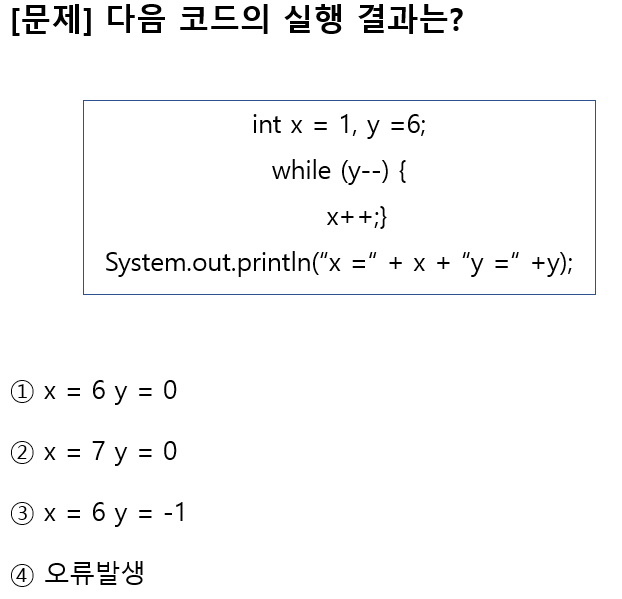 [문제] 다음 코드의 실행 결과는?
int x = 1, y =6;
while (y--) {
x++;}
System.out.println(“x =“ + x + “y =“ +y);
① x = 6 y = 0
② x = 7 y = 0
③ x = 6 y = -1
④ 오류발생